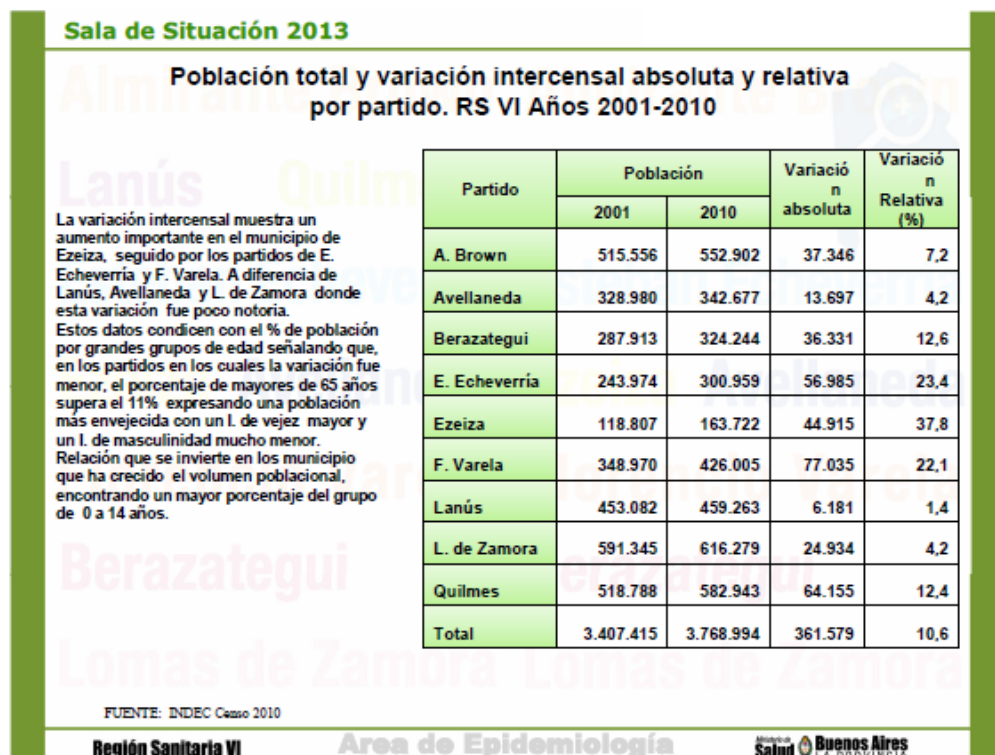 Sala de Situación 2013
Población total y variación intercensal absoluta y relativa
por partido. RS VI Años 2001-2010
La variación intercensal muestra un
aumento importante en el municipio de
Ezeiza, seguido por los partidos de E.
Echeverría y F. Varela. A diferencia de
Lanús, Avellaneda y L. de Zamora donde
esta variación fue poco notoria.
Estos datos condicen con el % de población
por grandes grupos de edad señalando que,
en los partidos en los cuales la variación fue
menor, el porcentaje de mayores de 65 años
supera el 11% expresando una población
más envejecida con un I. de vejez mayor y
un I. de masculinidad mucho menor.
Relación que se invierte en los municipio
que ha crecido el volumen poblacional,
encontrando un mayor porcentaje del grupo
de 0 a 14 años.
Partido Población Variació n absoluta Variació n Relativa (%)
2001 2010
A. Brown 515.556 552.902 37.346 7,2
Avellaneda 328.980 342.677 13.697 4,2
Berazategui 287.913 324.244 36.331 12,6
E. Echeverría 243.974 300.959 56.985 23,4
Ezeiza 118.807 163.722 44.915 37,8
F. Varela 348.970 426.005 77.035 22,1
Lanús 453.082 459.263 6.181 1,4
L. de Zamora 591.345 616.279 24.934 4,2
Quilmes 518.788 582.943 64.155 12,4
Total 3.407.415 3.768.994 361.579 10,6
Lanús
Berazategui
Lomas de Zamora Lomas de Zamora
FUENTE: INDEC Censo 2010
Región Sanitaria VI
Area de Epidemiología
Salud Buenos Aires